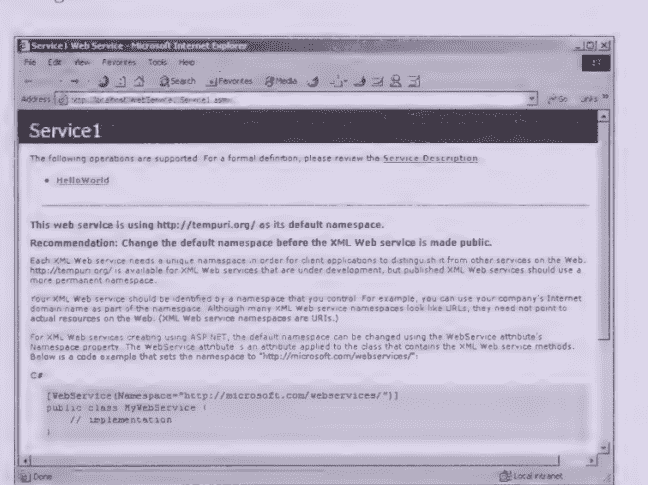 Service1 Web Service - Microsoft Internet Explorer
File Edit View Favorites Tools Help
Search Favorites Media
Address http://localhost/WebService/Service1.asmx Go Links »
Service1
The following operations are supported. For a formal definition, please review the Service Description.
• HelloWorld
This web service is using http://tempuri.org/ as its default namespace.
Recommendation: Change the default namespace before the XML Web service is made public.
Each XML Web service needs a unique namespace in order for client applications to distinguish it from other services on the Web.
http://tempuri.org/ is available for XML Web services that are under development, but published XML Web services should use a
more permanent namespace.
Your XML Web service should be identified by a namespace that you control. For example, you can use your company's Internet
domain name as part of the namespace. Although many XML Web service namespaces look like URLs, they need not point to
actual resources on the Web. (XML Web service namespaces are URIs.)
For XML Web services creating using ASP.NET, the default namespace can be changed using the WebService attribute's
Namespace property. The WebService attribute is an attribute applied to the class that contains the XML Web service methods.
Below is a code example that sets the namespace to "http://microsoft.com/webservices/":
C#
[WebService(Namespace="http://microsoft.com/webservices/")]
public class MyWebService {
// implementation
}
Done Local intranet